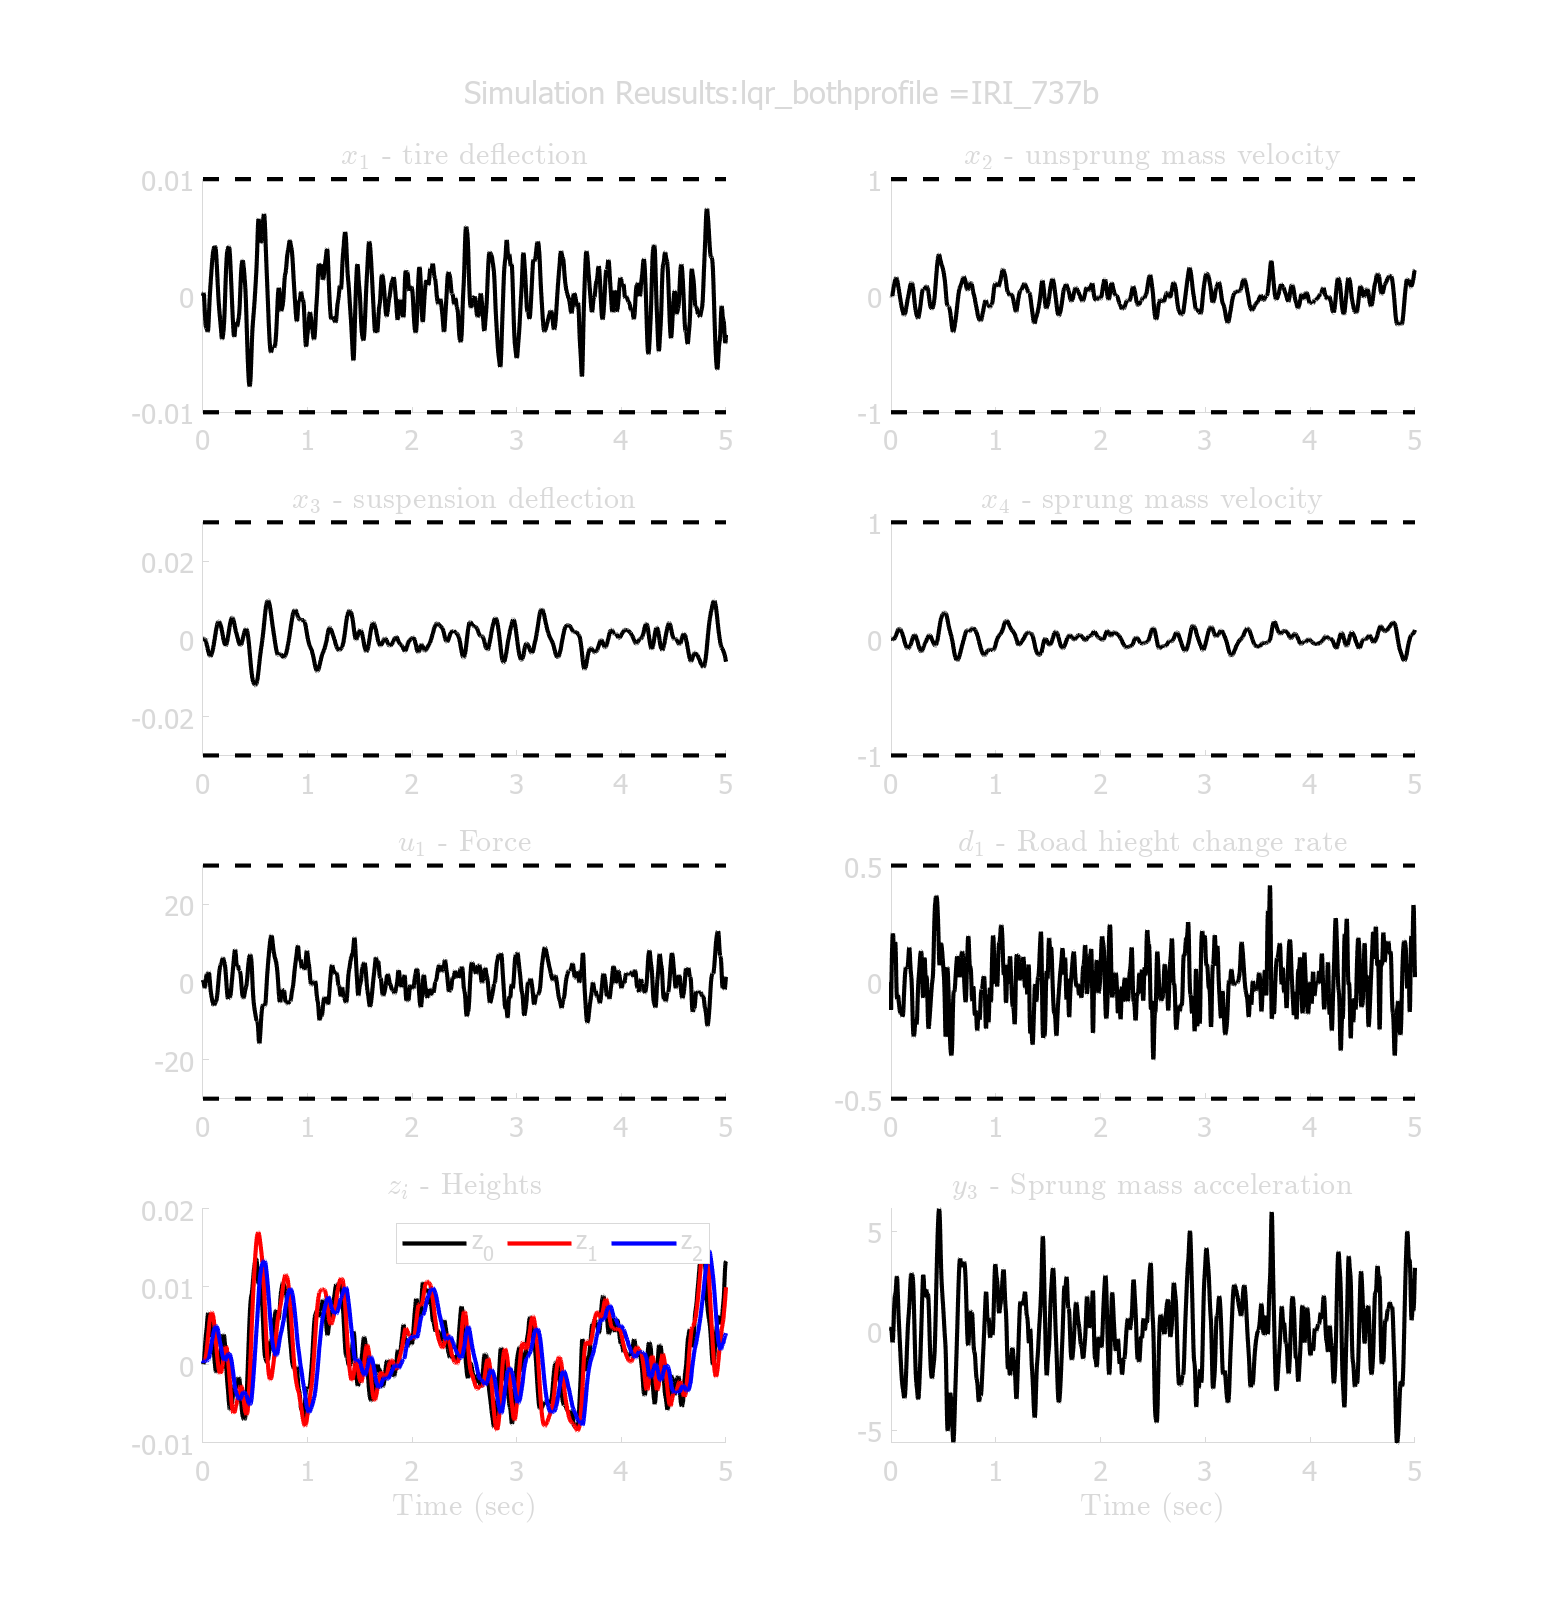 Simulation Reusults:lqr_bothprofile =IRI_737b
x1 - tire deflection
0.01
0
-0.01
0 1 2 3 4 5
x2 - unsprung mass velocity
1
0
-1
0 1 2 3 4 5
x3 - suspension deflection
0.02
0
-0.02
0 1 2 3 4 5
x4 - sprung mass velocity
1
0
-1
0 1 2 3 4 5
u1 - Force
20
0
-20
0 1 2 3 4 5
d1 - Road hieght change rate
0.5
0
-0.5
0 1 2 3 4 5
zi - Heights
0.02
0.01
0
-0.01
z0 z1 z2
0 1 2 3 4 5
Time (sec)
y3 - Sprung mass acceleration
5
0
-5
0 1 2 3 4 5
Time (sec)